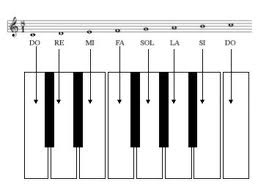 DO RE MI FA SOL LA SI DO